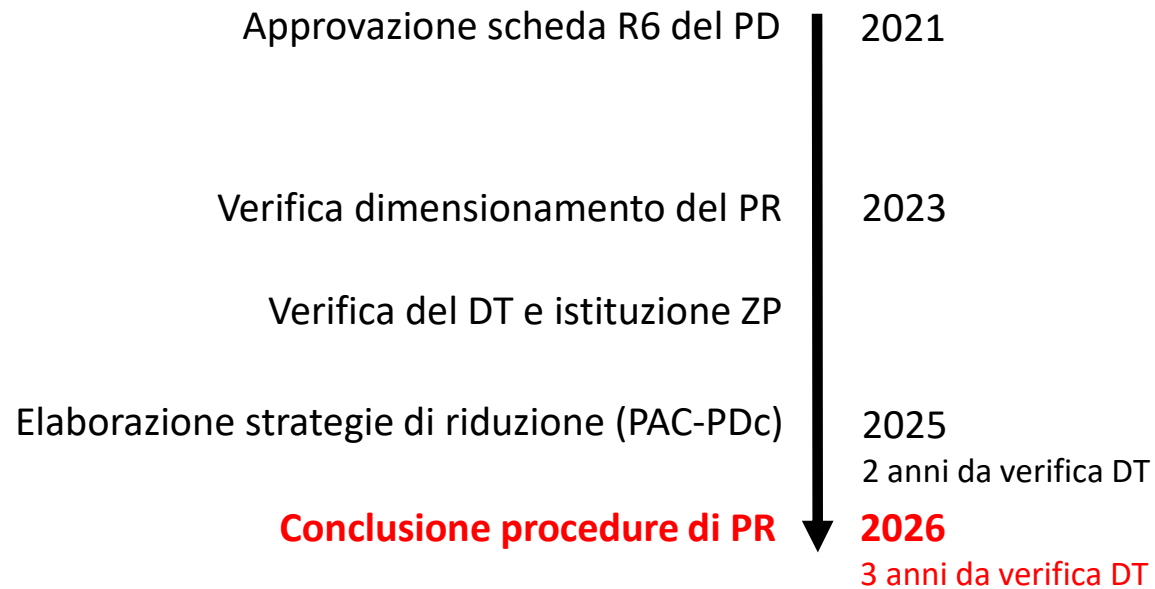 Approvazione scheda R6 del PD 2021
Verifica dimensionamento del PR 2023
Verifica del DT e istituzione ZP
Elaborazione strategie di riduzione (PAC-PDc) 2025
2 anni da verifica DT
Conclusione procedure di PR 2026
3 anni da verifica DT